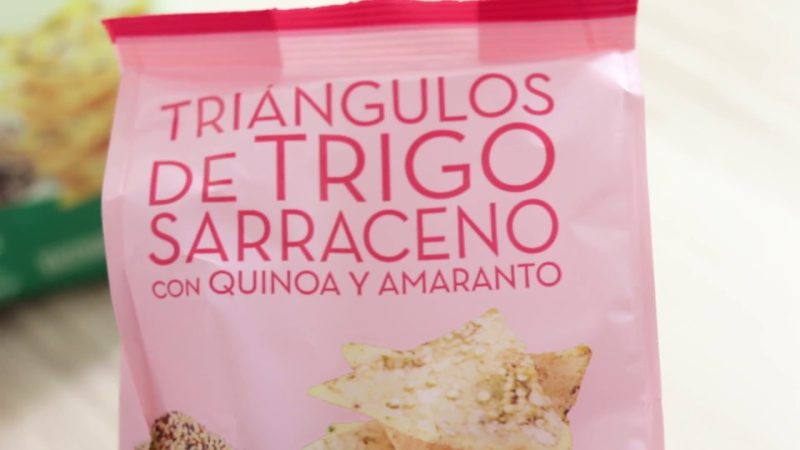 TRIÁNGULOS
DE TRIGO
SARRACENO
CON QUINOA Y AMARANTO